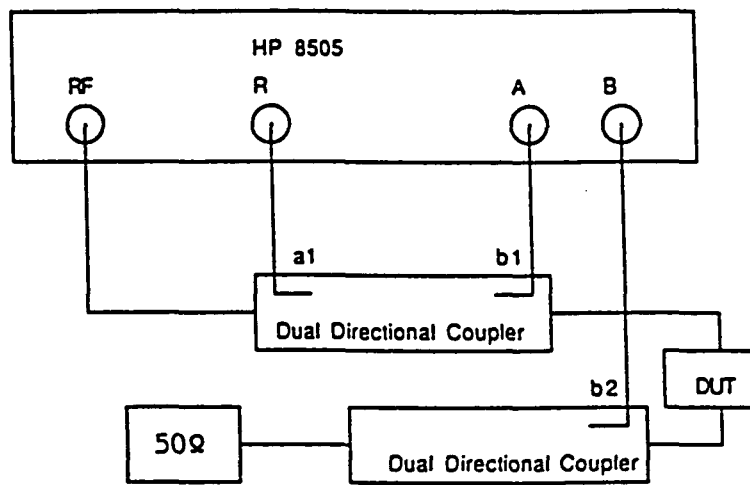 HP 8505
RF
R
A
B
a1
b1
Dual Directional Coupler
DUT
b2
50Ω
Dual Directional Coupler